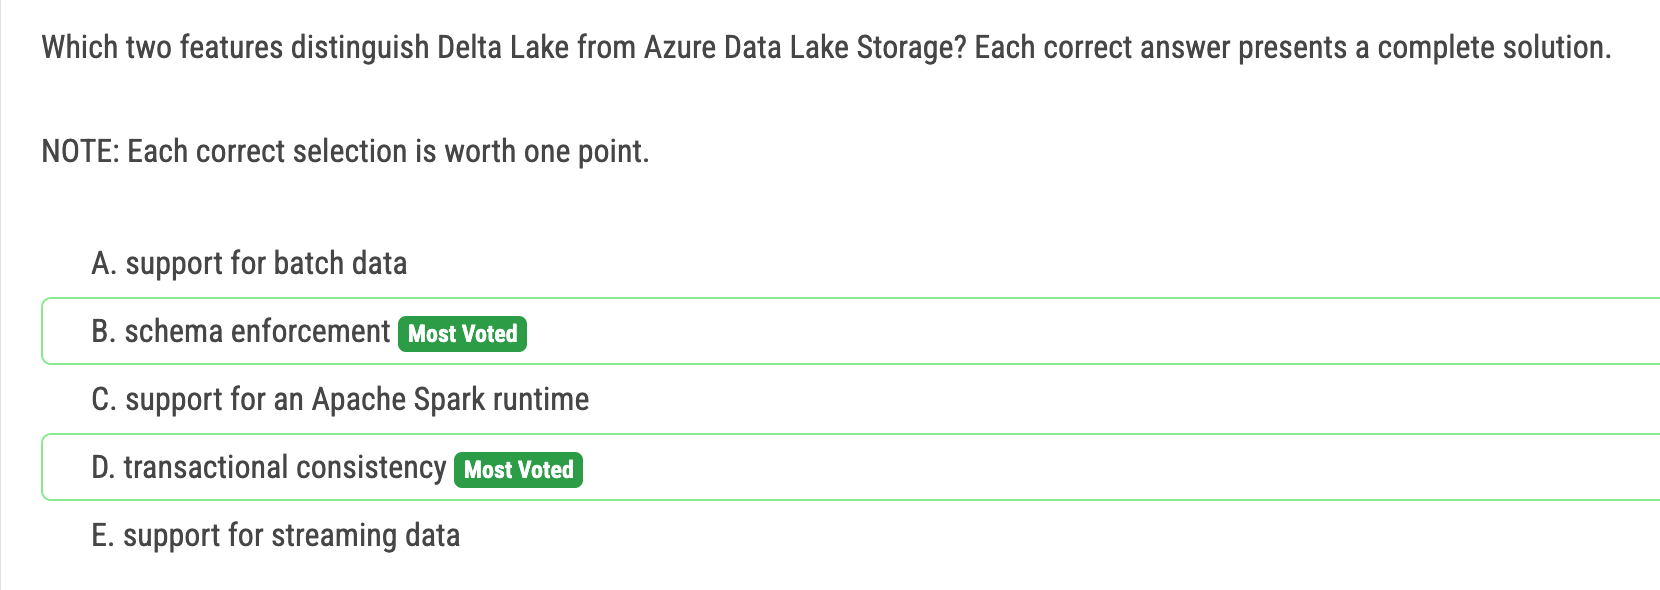 Which two features distinguish Delta Lake from Azure Data Lake Storage? Each correct answer presents a complete solution.
NOTE: Each correct selection is worth one point.
A. support for batch data
B. schema enforcement Most Voted
C. support for an Apache Spark runtime
D. transactional consistency Most Voted
E. support for streaming data